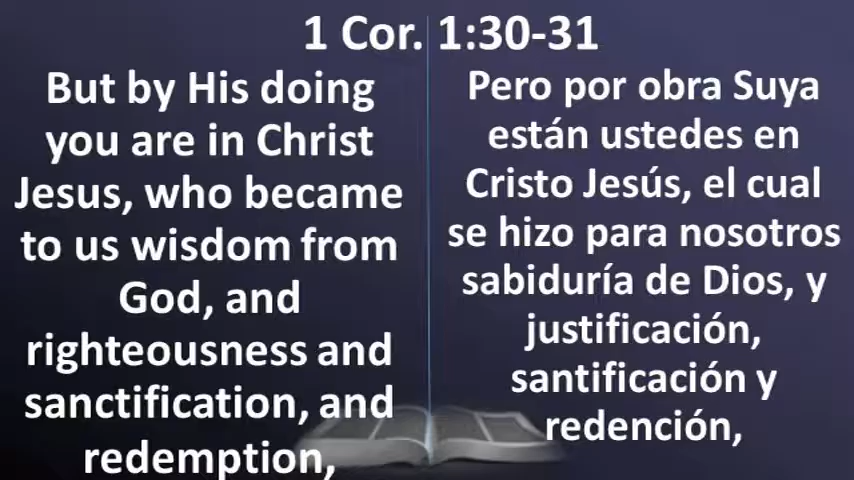 1 Cor. 1:30-31
But by His doing
you are in Christ
Jesus, who became
to us wisdom from
God, and
righteousness and
sanctification, and
redemption,
Pero por obra Suya
están ustedes en
Cristo Jesús, el cual
se hizo para nosotros
sabiduría de Dios, y
justificación,
santificación y
redención,